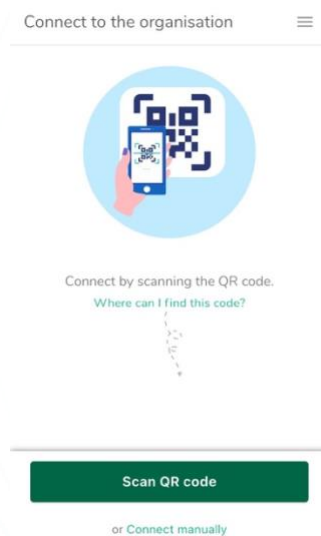 Connect to the organisation
Connect by scanning the QR code.
Where can I find this code?
Scan QR code
or Connect manually